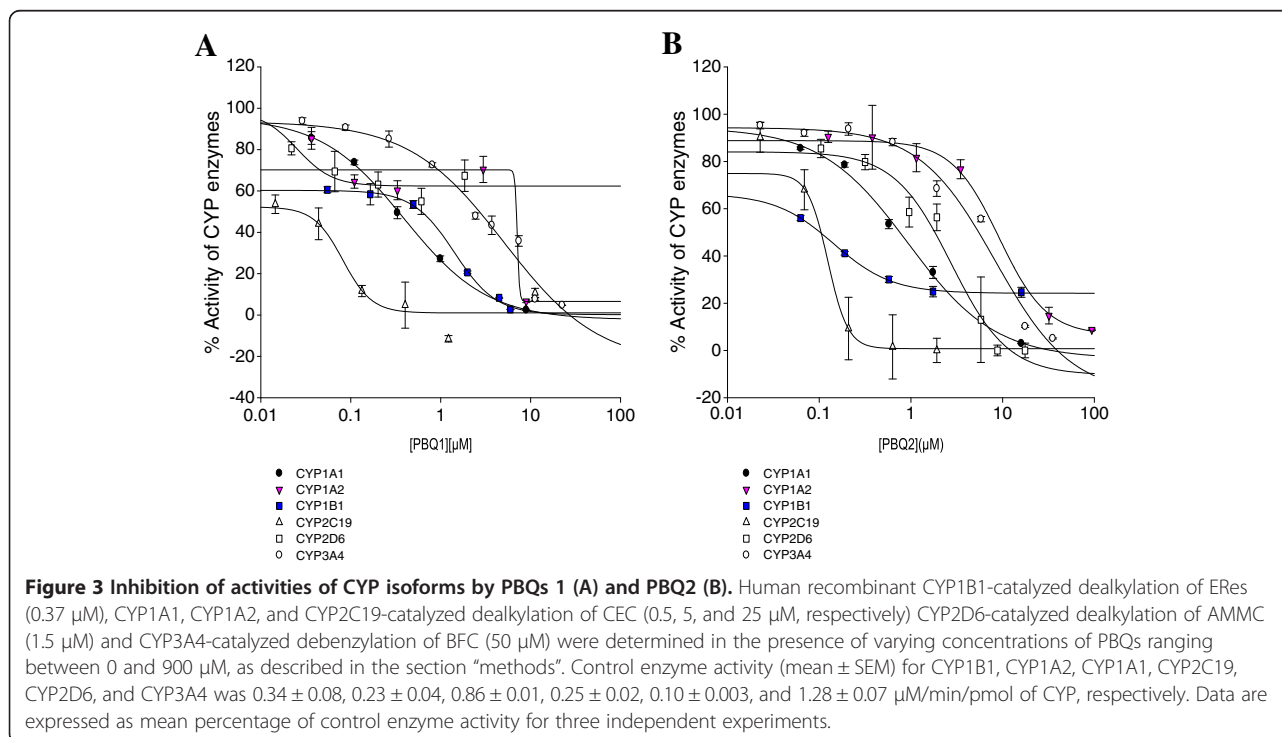 A
B
120
100
80
60
40
20
0
-20
-40
0.01 0.1 1 10 100
% Activity of CYP enzymes
[PBQ1][µM]
CYP1A1
CYP1A2
CYP1B1
CYP2C19
CYP2D6
CYP3A4
120
100
80
60
40
20
0
-20
0.01 0.1 1 10 100
% Activity of CYP enzymes
[PBQ2](µM)
CYP1A1
CYP1A2
CYP1B1
CYP2C19
CYP2D6
CYP3A4
Figure 3 Inhibition of activities of CYP isoforms by PBQs 1 (A) and PBQ2 (B). Human recombinant CYP1B1-catalyzed dealkylation of ERes
(0.37 µM), CYP1A1, CYP1A2, and CYP2C19-catalyzed dealkylation of CEC (0.5, 5, and 25 µM, respectively) CYP2D6-catalyzed dealkylation of AMMC
(1.5 µM) and CYP3A4-catalyzed debenzylation of BFC (50 µM) were determined in the presence of varying concentrations of PBQs ranging
between 0 and 900 µM, as described in the section “methods”. Control enzyme activity (mean ± SEM) for CYP1B1, CYP1A2, CYP1A1, CYP2C19,
CYP2D6, and CYP3A4 was 0.34 ± 0.08, 0.23 ± 0.04, 0.86 ± 0.01, 0.25 ± 0.02, 0.10 ± 0.003, and 1.28 ± 0.07 µM/min/pmol of CYP, respectively. Data are
expressed as mean percentage of control enzyme activity for three independent experiments.